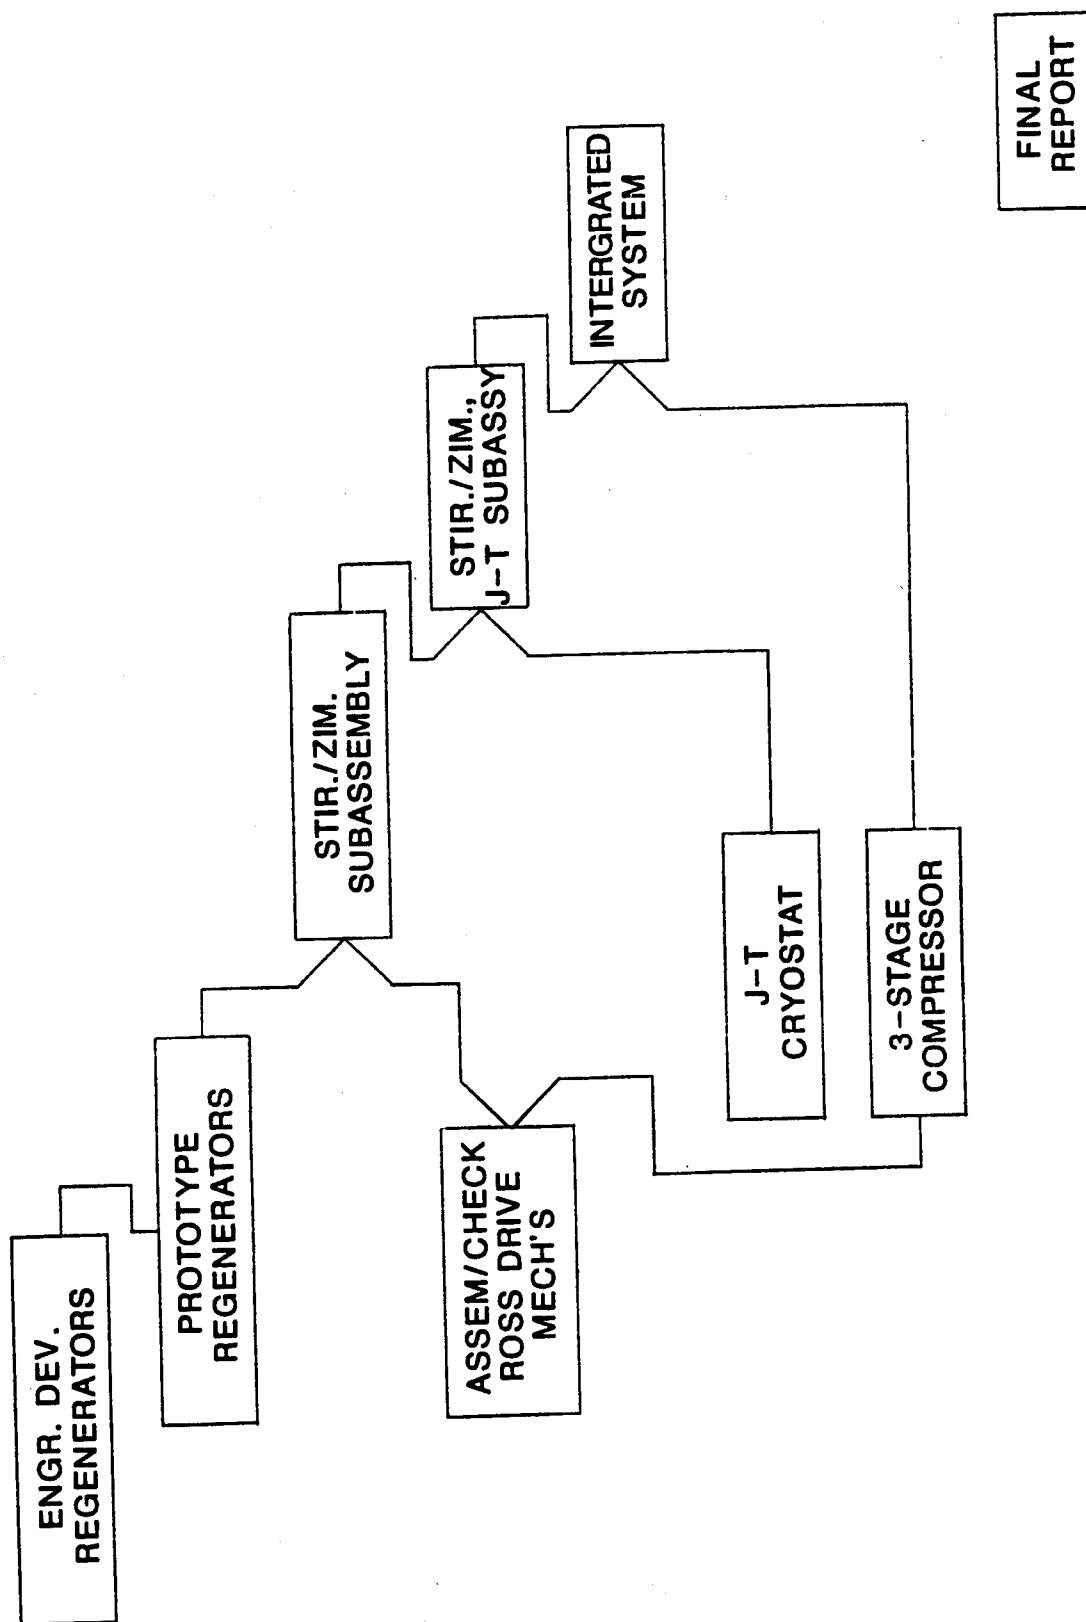 ENGR. DEV.
REGENERATORS
PROTOTYPE
REGENERATORS
STIR./ZIM.
SUBASSEMBLY
ASSEM/CHECK
ROSS DRIVE
MECH'S
STIR./ZIM.,
J-T SUBASSY
INTERGRATED
SYSTEM
J-T
CRYOSTAT
3-STAGE
COMPRESSOR
FINAL
REPORT